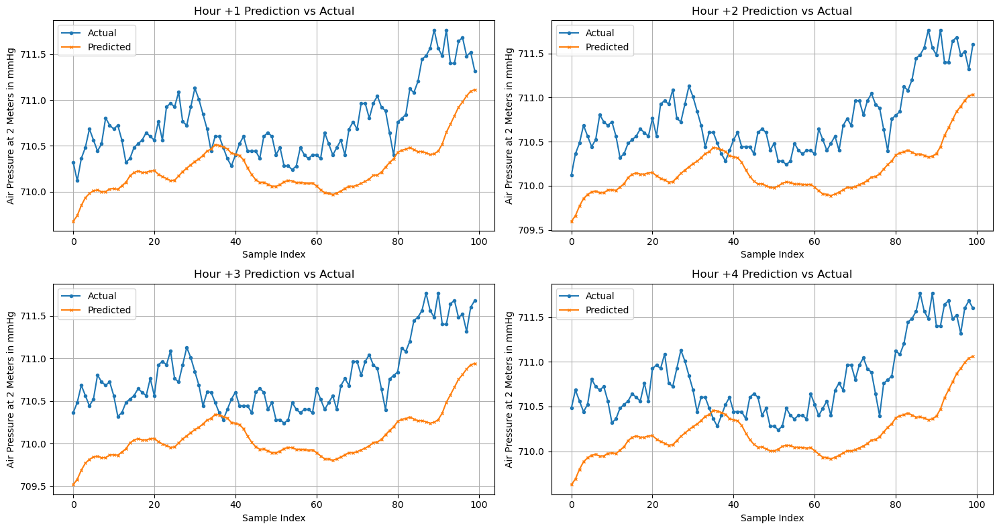 Hour +1 Prediction vs Actual
Air Pressure at 2 Meters in mmHg
711.5
711.0
710.5
710.0
Actual
Predicted
0 20 40 60 80 100
Sample Index
Hour +2 Prediction vs Actual
Air Pressure at 2 Meters in mmHg
711.5
711.0
710.5
710.0
709.5
Actual
Predicted
0 20 40 60 80 100
Sample Index
Hour +3 Prediction vs Actual
Air Pressure at 2 Meters in mmHg
711.5
711.0
710.5
710.0
709.5
Actual
Predicted
0 20 40 60 80 100
Sample Index
Hour +4 Prediction vs Actual
Air Pressure at 2 Meters in mmHg
711.5
711.0
710.5
710.0
Actual
Predicted
0 20 40 60 80 100
Sample Index